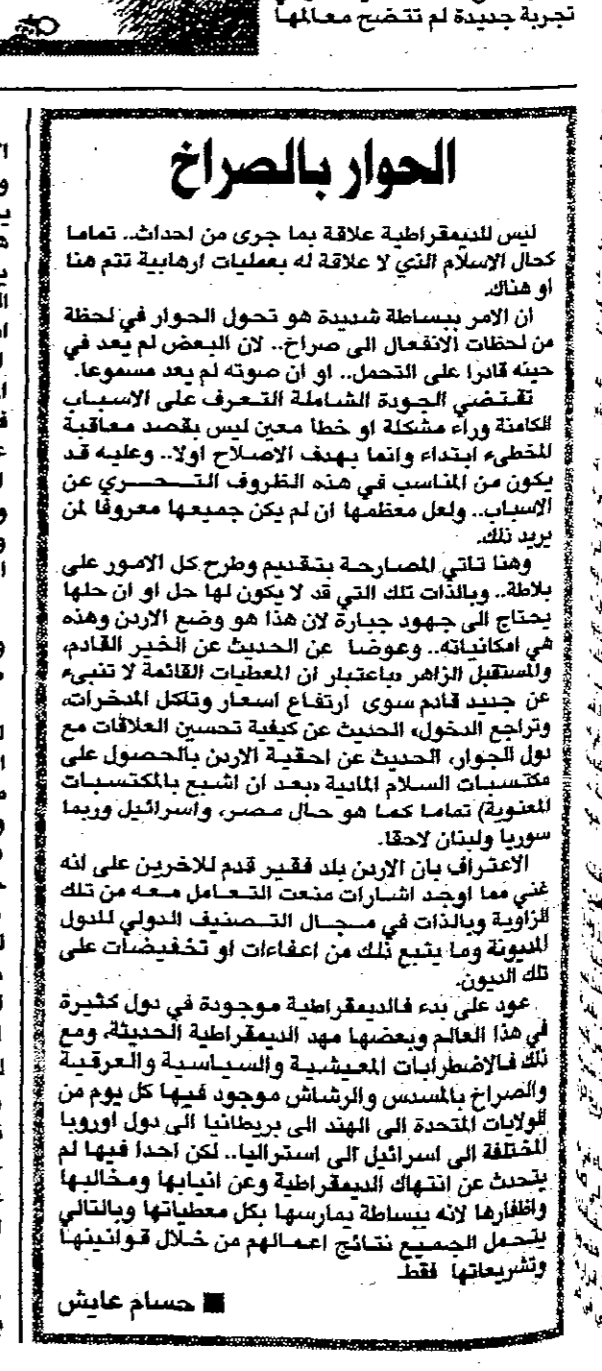 تجربة جديدة لم تتضح معالمها
الحوار بالصراخ
ليس للديمقراطية علاقة بما جرى من احداث.. تماما
كحال الاسلام الذي لا علاقة له بعمليات ارهابية تتم هنا
او هناك.
ان الامر ببساطة شديدة هو تحول الحوار في لحظة
من لحظات الانفعال الى صراخ.. لان البعض لم يعد في
حينه قادرا على التحمل.. او ان صوته لم يعد مسموعا.
تقتضي الجودة الشاملة التعرف على الاسباب
الكامنة وراء مشكلة او خطا معين ليس بقصد معاقبة
المخطيء ابتداء وانما بهدف الاصلاح اولا.. وعليه قد
يكون من المناسب في هذه الظروف التحري عن
الاسباب.. ولعل معظمها ان لم يكن جميعها معروفا لمن
يريد ذلك.
وهنا تاتي المصارحة بتقديم وطرح كل الامور على
بلاطة.. وبالذات تلك التي قد لا يكون لها حل او ان حلها
يحتاج الى جهود جبارة لان هذا هو وضع الاردن وهذه
هي امكانياته.. وعوضا عن الحديث عن الخير القادم،
والمستقبل الزاهر «باعتبار ان المعطيات القائمة لا تنبيء
عن جديد قادم سوى ارتفاع اسعار وتاكل المدخرات،
وتراجع الدخول» الحديث عن كيفية تحسين العلاقات مع
دول الجوار، الحديث عن احقية الاردن بالحصول على
مكتسبات السلام المادية «بعد ان اشبع بالمكتسبات
المعنوية) تماما كما هو حال مصر، واسرائيل وربما
سوريا ولبنان لاحقا.
الاعتراف بان الاردن بلد فقير قدم للاخرين على انه
غني مما اوجد اشارات منعت التعامل معه من تلك
الزاوية وبالذات في مجال التصنيف الدولي للدول
المديونة وما يتبع ذلك من اعفاءات او تخفيضات على
تلك الديون.
عود على بدء فالديمقراطية موجودة في دول كثيرة
في هذا العالم وبعضها مهد الديمقراطية الحديثة، ومع
ذلك فالاضطرابات المعيشية والسياسية والعرقية
والصراخ بالمسدس والرشاش موجود فيها كل يوم من
الولايات المتحدة الى الهند الى بريطانيا الى دول اوروبا
المختلفة الى اسرائيل الى استراليا.. لكن احدا فيها لم
يتحدث عن انتهاك الديمقراطية وعن انيابها ومخالبها
واظفارها لانه ببساطة يمارسها بكل معطياتها وبالتالي
يتحمل الجميع نتائج اعمالهم من خلال قوانينها
وتشريعاتها فقط.
■ حسام عايش